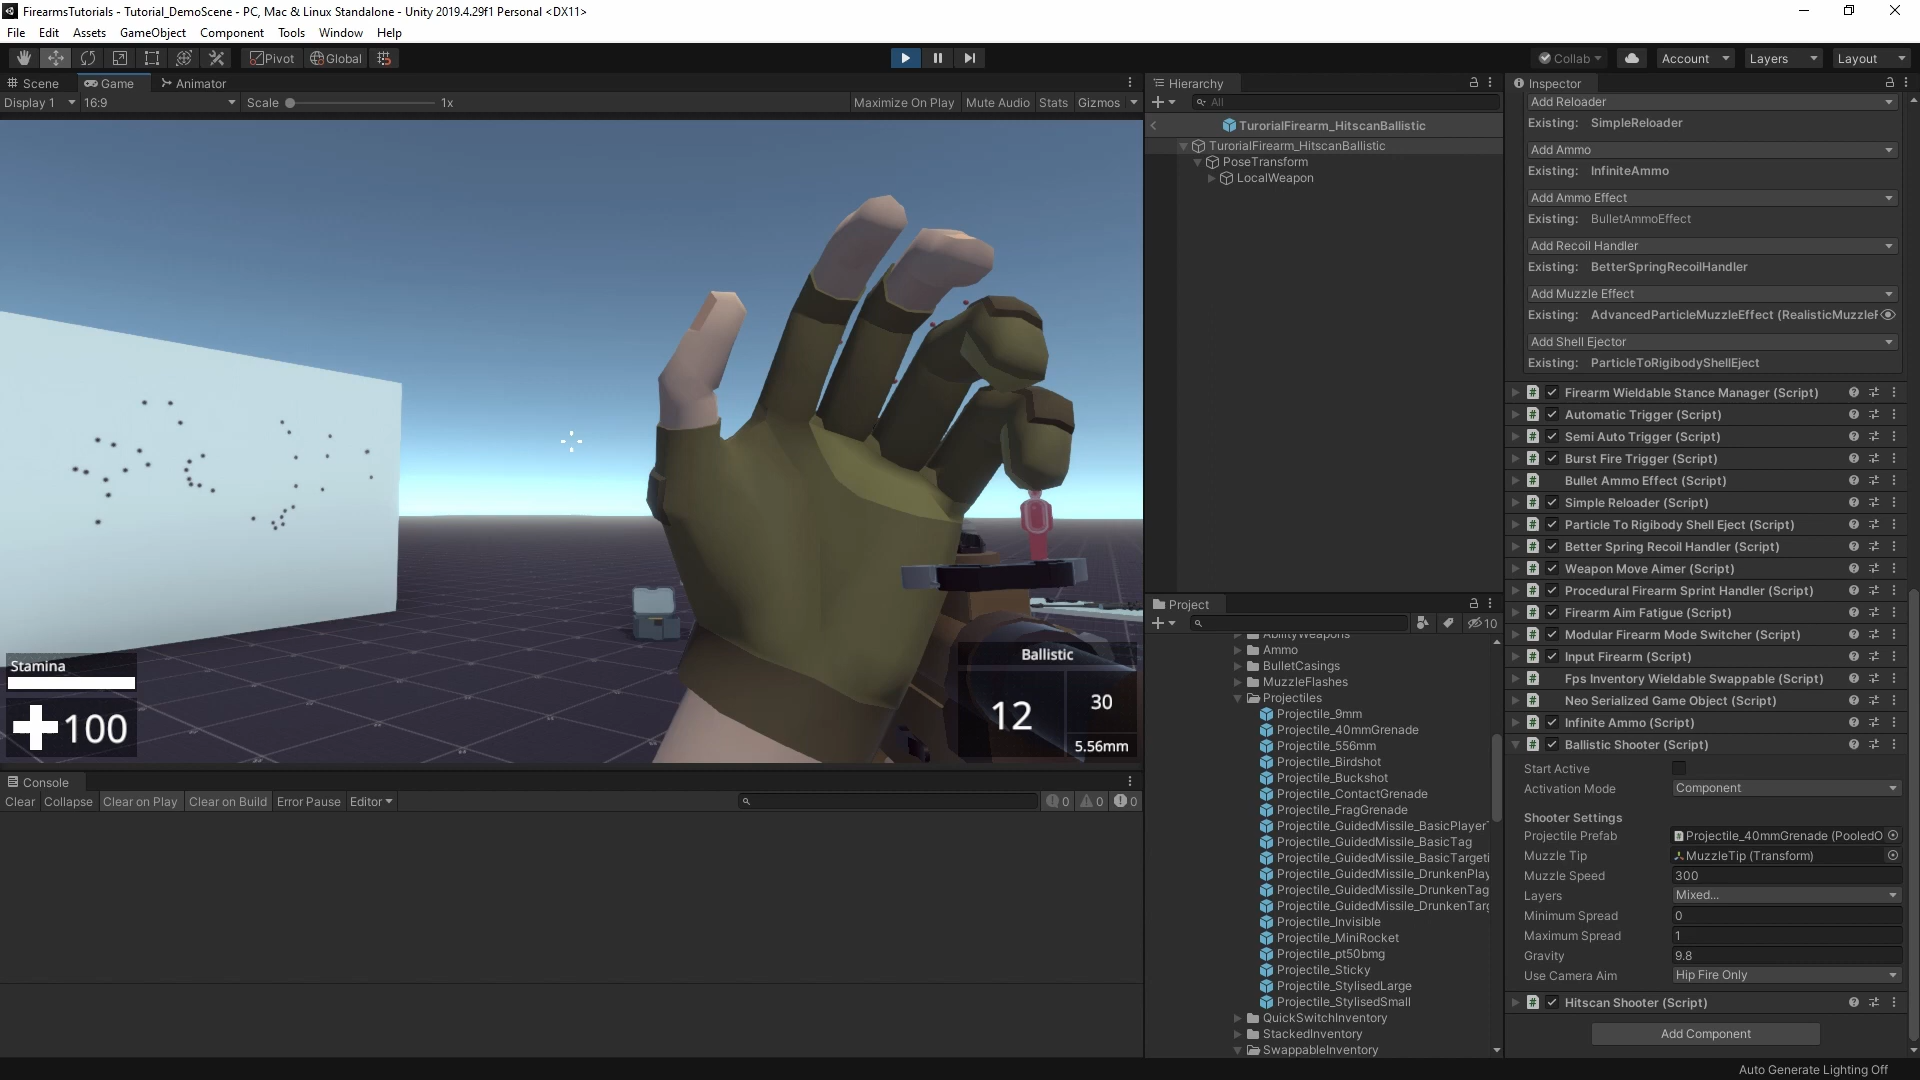 FirearmsTutorials - Tutorial_DemoScene - PC, Mac & Linux Standalone - Unity 2019.4.29f1 Personal <DX11>
File Edit Assets GameObject Component Tools Window Help
Pivot Global Collab Account Layers Layout
Scene Game Animator
Display 1 16:9 Scale 1x Maximize On Play Mute Audio Stats Gizmos
Stamina
100
Ballistic
12
30
5.56mm
Console
Clear Collapse Clear on Play Clear on Build Error Pause Editor 0 0 0
Hierarchy
All
TurorialFirearm_HitscanBallistic
TurorialFirearm_HitscanBallistic
PoseTransform
LocalWeapon
Project
10
AbilityWeapons
Ammo
BulletCasings
MuzzleFlashes
Projectiles
Projectile_9mm
Projectile_40mmGrenade
Projectile_556mm
Projectile_Birdshot
Projectile_Buckshot
Projectile_ContactGrenade
Projectile_FragGrenade
Projectile_GuidedMissile_BasicPlayer
Projectile_GuidedMissile_BasicTag
Projectile_GuidedMissile_BasicTargeti
Projectile_GuidedMissile_DrunkenPlay
Projectile_GuidedMissile_DrunkenTag
Projectile_GuidedMissile_DrunkenTarg
Projectile_Invisible
Projectile_MiniRocket
Projectile_pt50bmg
Projectile_Sticky
Projectile_StylisedLarge
Projectile_StylisedSmall
QuickSwitchInventory
StackedInventory
SwappableInventory
Inspector
Add Reloader
Existing: SimpleReloader
Add Ammo
Existing: InfiniteAmmo
Add Ammo Effect
Existing: BulletAmmoEffect
Add Recoil Handler
Existing: BetterSpringRecoilHandler
Add Muzzle Effect
Existing: AdvancedParticleMuzzleEffect (RealisticMuzzleF
Add Shell Ejector
Existing: ParticleToRigibodyShellEject
Firearm Wieldable Stance Manager (Script)
Automatic Trigger (Script)
Semi Auto Trigger (Script)
Burst Fire Trigger (Script)
Bullet Ammo Effect (Script)
Simple Reloader (Script)
Particle To Rigibody Shell Eject (Script)
Better Spring Recoil Handler (Script)
Weapon Move Aimer (Script)
Procedural Firearm Sprint Handler (Script)
Firearm Aim Fatigue (Script)
Modular Firearm Mode Switcher (Script)
Input Firearm (Script)
Fps Inventory Wieldable Swappable (Script)
Neo Serialized Game Object (Script)
Infinite Ammo (Script)
Ballistic Shooter (Script)
Start Active
Activation Mode Component
Shooter Settings
Projectile Prefab Projectile_40mmGrenade (PooledO
Muzzle Tip MuzzleTip (Transform)
Muzzle Speed 300
Layers Mixed...
Minimum Spread 0
Maximum Spread 1
Gravity 9.8
Use Camera Aim Hip Fire Only
Hitscan Shooter (Script)
Add Component
Auto Generate Lighting Off